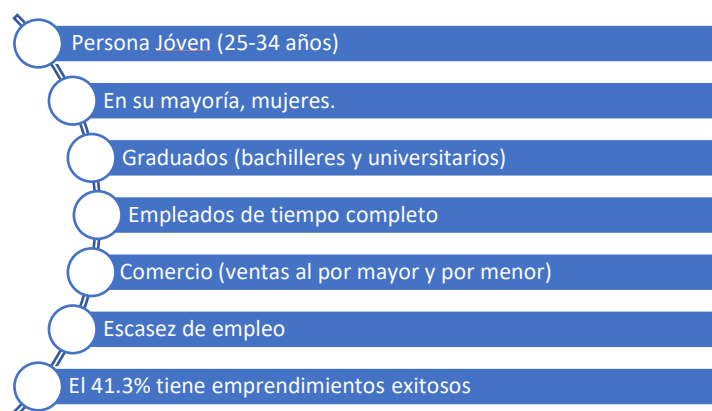 Persona Jóven (25-34 años)
En su mayoría, mujeres.
Graduados (bachilleres y universitarios)
Empleados de tiempo completo
Comercio (ventas al por mayor y por menor)
Escasez de empleo
El 41.3% tiene emprendimientos exitosos